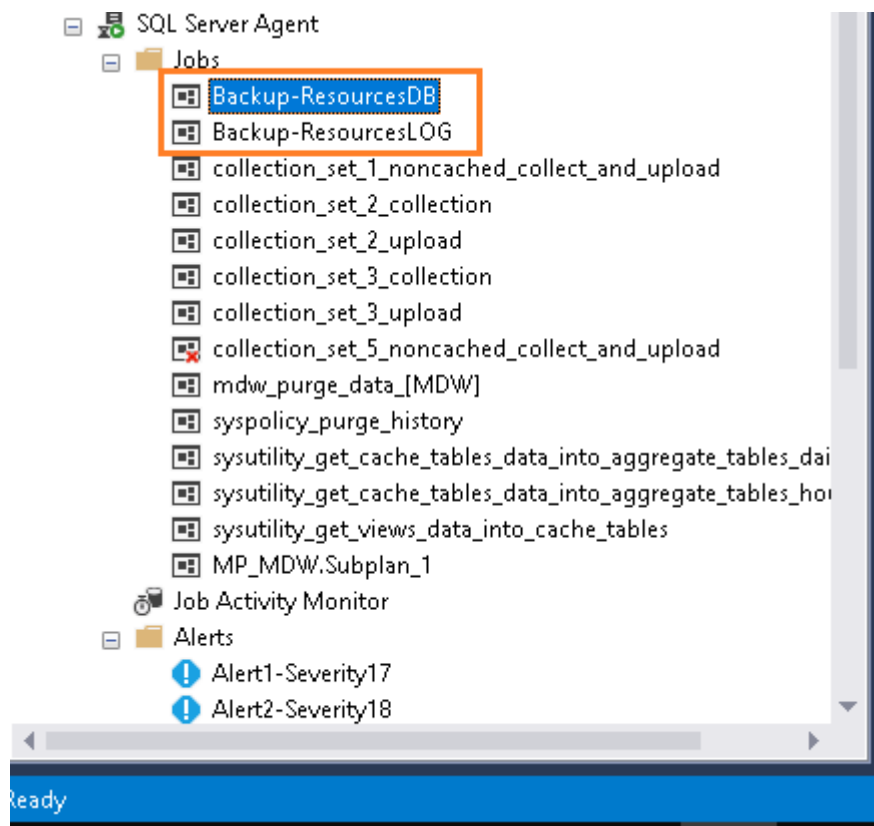 SQL Server Agent
Jobs
Backup-ResourcesDB
Backup-ResourcesLOG
collection_set_1_noncached_collect_and_upload
collection_set_2_collection
collection_set_2_upload
collection_set_3_collection
collection_set_3_upload
collection_set_5_noncached_collect_and_upload
mdw_purge_data_[MDW]
syspolicy_purge_history
sysutility_get_cache_tables_data_into_aggregate_tables_dai
sysutility_get_cache_tables_data_into_aggregate_tables_hou
sysutility_get_views_data_into_cache_tables
MP_MDW.Subplan_1
Job Activity Monitor
Alerts
Alert1-Severity17
Alert2-Severity18
Ready